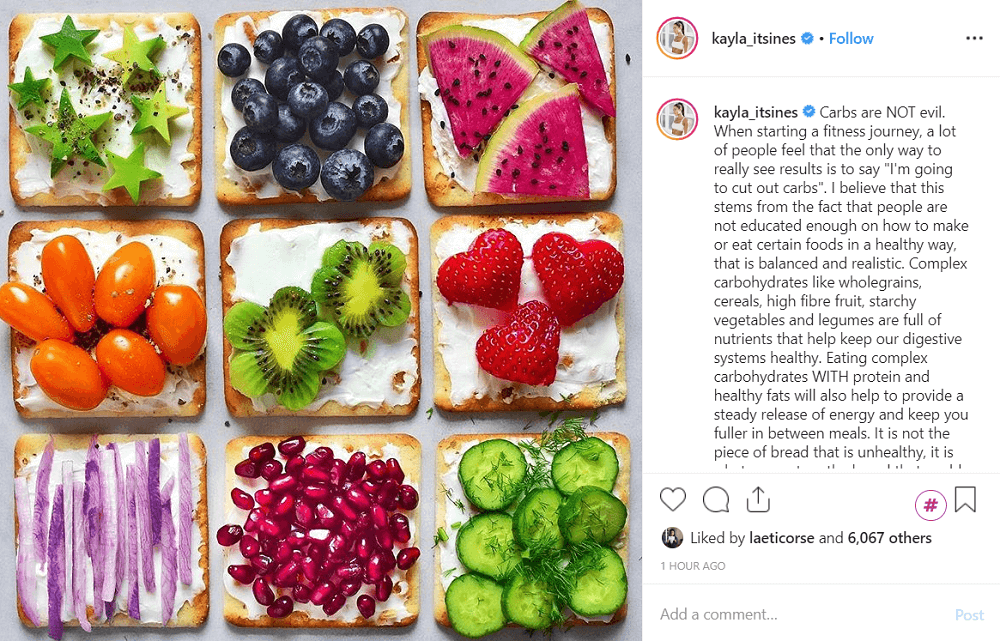 kayla_itsines • Follow
kayla_itsines Carbs are NOT evil.
When starting a fitness journey, a lot
of people feel that the only way to
really see results is to say "I'm going
to cut out carbs". I believe that this
stems from the fact that people are
not educated enough on how to make
or eat certain foods in a healthy way,
that is balanced and realistic. Complex
carbohydrates like wholegrains,
cereals, high fibre fruit, starchy
vegetables and legumes are full of
nutrients that help keep our digestive
systems healthy. Eating complex
carbohydrates WITH protein and
healthy fats will also help to provide a
steady release of energy and keep you
fuller in between meals. It is not the
piece of bread that is unhealthy, it is
#
Liked by laeticorse and 6,067 others
1 HOUR AGO
Add a comment... Post